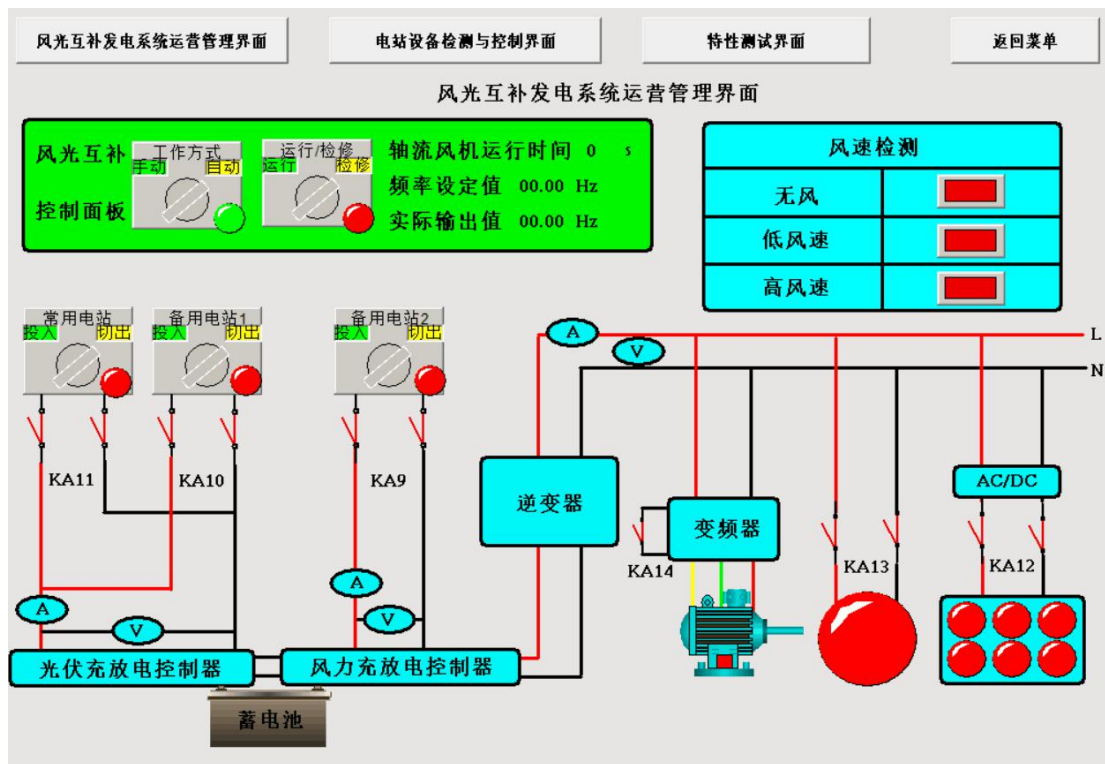 风光互补发电系统运营管理界面
电站设备检测与控制界面
特性测试界面
返回菜单
风光互补发电系统运营管理界面
风光互补
控制面板
工作方式
手动 自动
运行/检修
运行 检修
轴流风机运行时间 0 s
频率设定值 00.00 Hz
实际输出值 00.00 Hz
风速检测
无风
低风速
高风速
常用电站
投入 切出
备用电站1
投入 切出
备用电站2
投入 切出
A
V
L
N
KA11
KA10
KA9
逆变器
变频器
AC/DC
KA14
KA13
KA12
A
V
A
V
光伏充放电控制器
风力充放电控制器
蓄电池